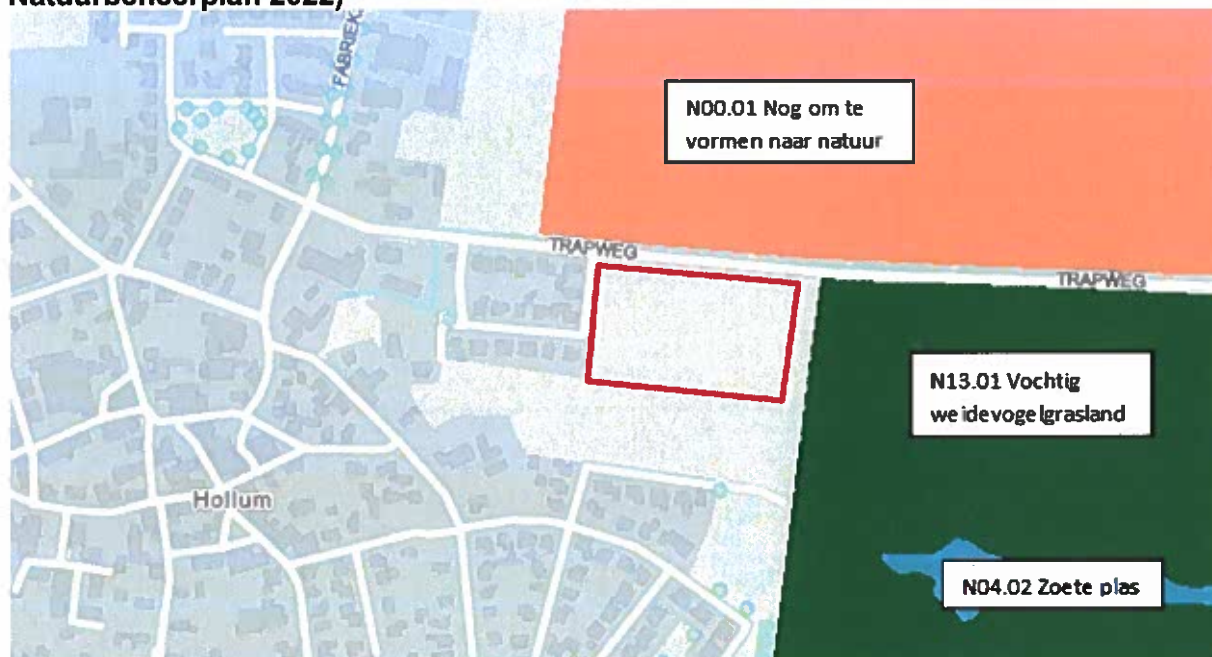 Natuurbeheerplan 2022)
FABRIEK
N00.01 Nog om te
vormen naar natuur
TRAPWEG
TRAPWEG
N13.01 Vochtig
weidevogelgrasland
Hollum
N04.02 Zoete plas